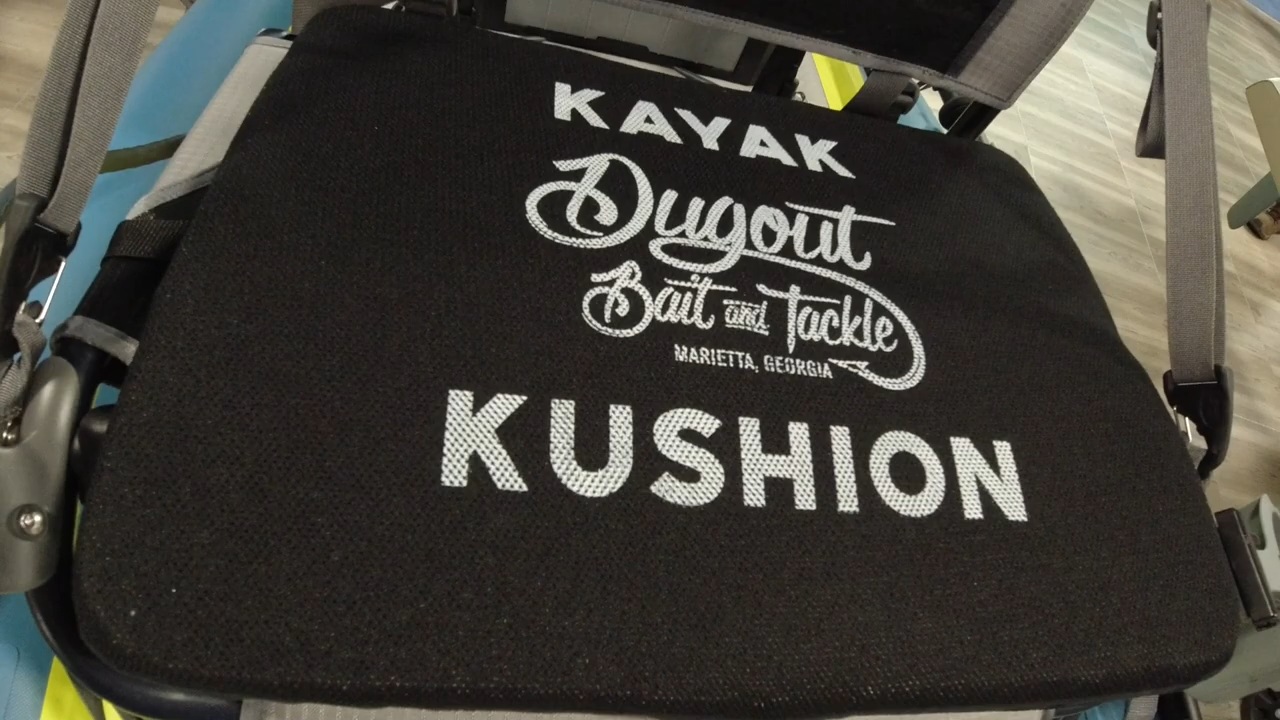 KAYAK
Dugout
Bait and Tackle
MARIETTA, GEORGIA
KUSHION